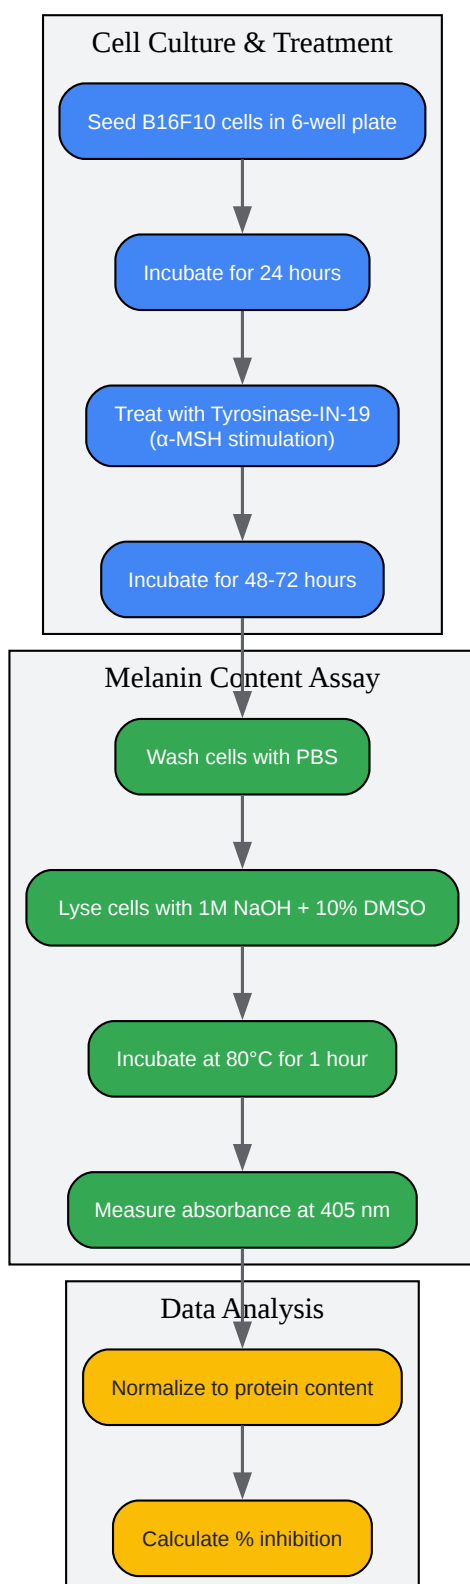 Cell Culture & Treatment
Seed B16F10 cells in 6-well plate
Incubate for 24 hours
Treat with Tyrosinase-IN-19
(α-MSH stimulation)
Incubate for 48-72 hours
Melanin Content Assay
Wash cells with PBS
Lyse cells with 1M NaOH + 10% DMSO
Incubate at 80°C for 1 hour
Measure absorbance at 405 nm
Data Analysis
Normalize to protein content
Calculate % inhibition